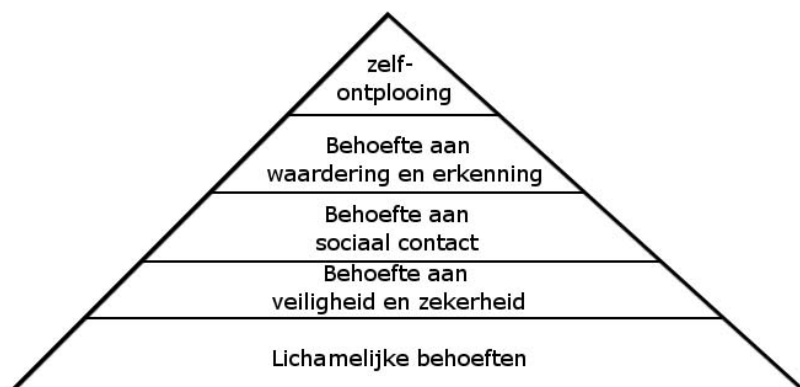 zelf-
ontplooing
Behoefte aan
waardering en erkenning
Behoefte aan
sociaal contact
Behoefte aan
veiligheid en zekerheid
Lichamelijke behoeften